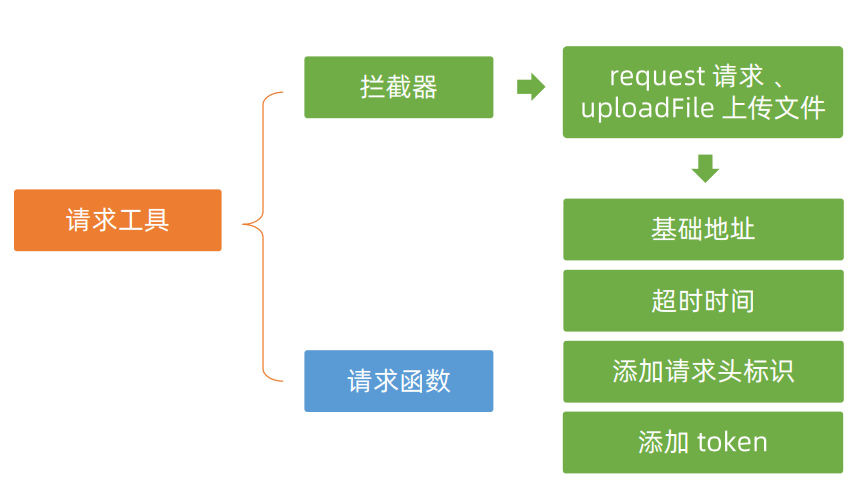 拦截器
request 请求 、
uploadFile 上传文件
请求工具
基础地址
超时时间
添加请求头标识
请求函数
添加 token